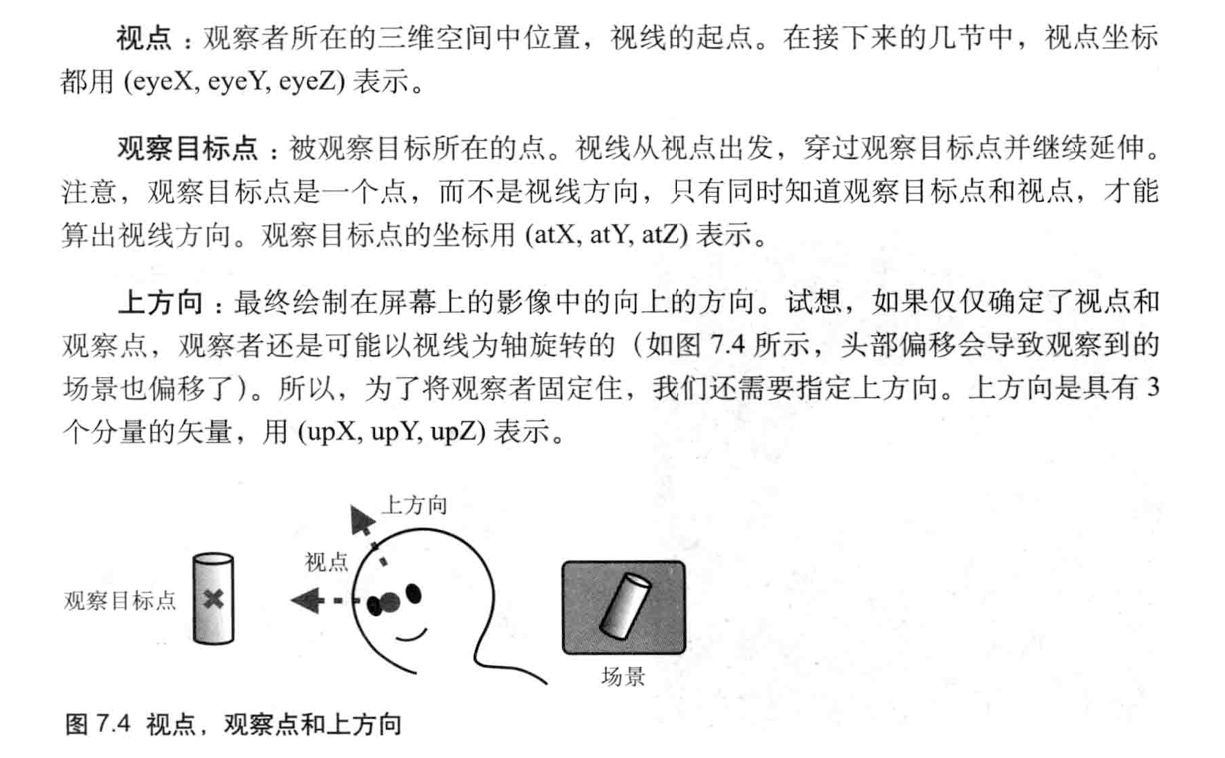 视点：观察者所在的三维空间中位置，视线的起点。在接下来的几节中，视点坐标
都用 (eyeX, eyeY, eyeZ) 表示。
观察目标点：被观察目标所在的点。视线从视点出发，穿过观察目标点并继续延伸。
注意，观察目标点是一个点，而不是视线方向，只有同时知道观察目标点和视点，才能
算出视线方向。观察目标点的坐标用 (atX, atY, atZ) 表示。
上方向：最终绘制在屏幕上的影像中的向上的方向。试想，如果仅仅确定了视点和
观察点，观察者还是可能以视线为轴旋转的（如图 7.4 所示，头部偏移会导致观察到的
场景也偏移了）。所以，为了将观察者固定住，我们还需要指定上方向。上方向是具有 3
个分量的矢量，用 (upX, upY, upZ) 表示。
上方向
视点
观察目标点
场景
图 7.4 视点，观察点和上方向